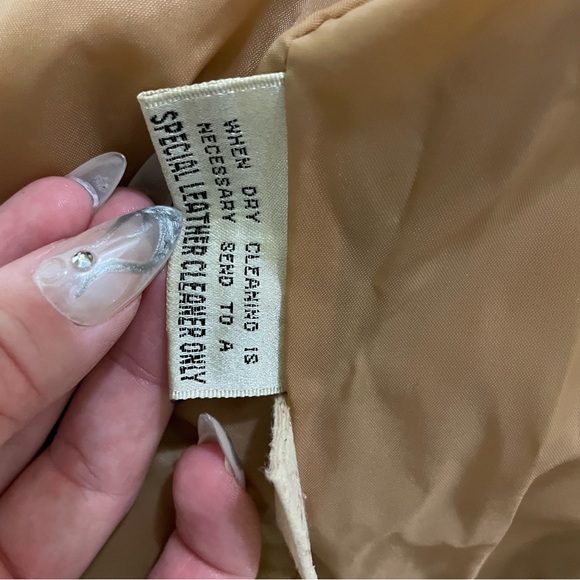 WHEN DRY CLEANING IS
NECESSARY SEND TO A
SPECIAL LEATHER CLEANER ONLY